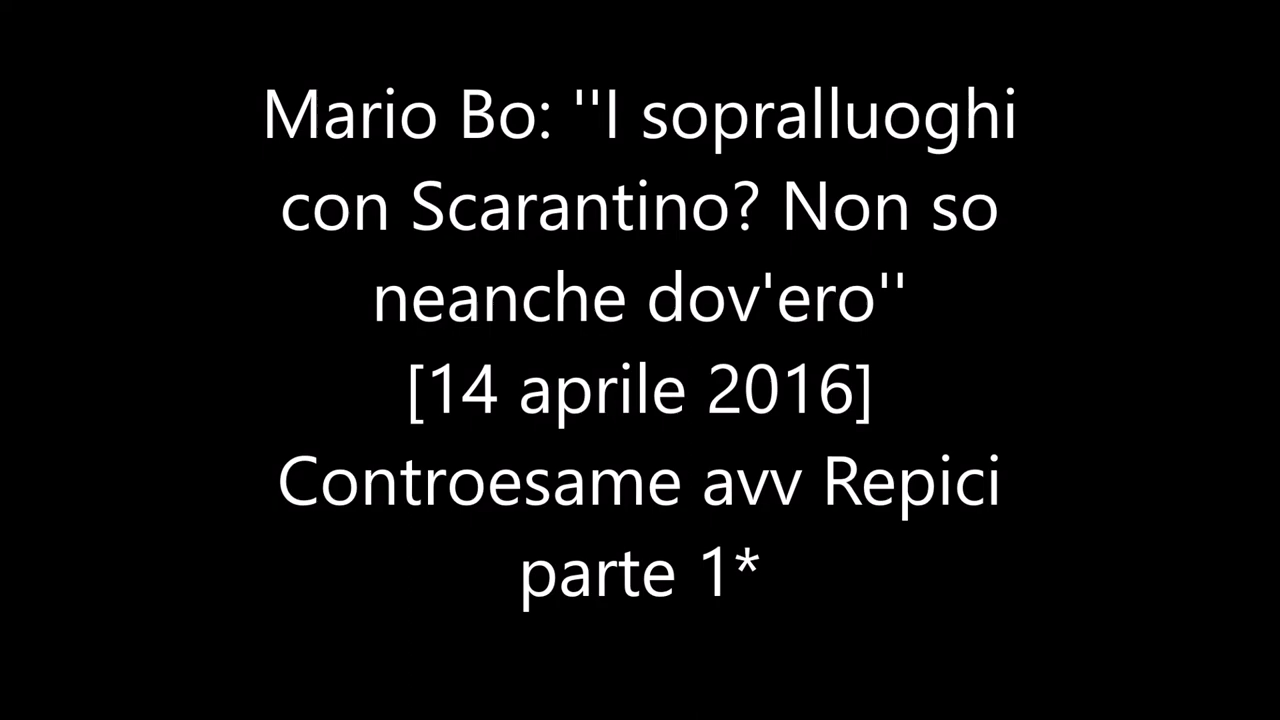 Mario Bo: ''I sopralluoghi
con Scarantino? Non so
neanche dov'ero''
[14 aprile 2016]
Controesame avv Repici
parte 1*